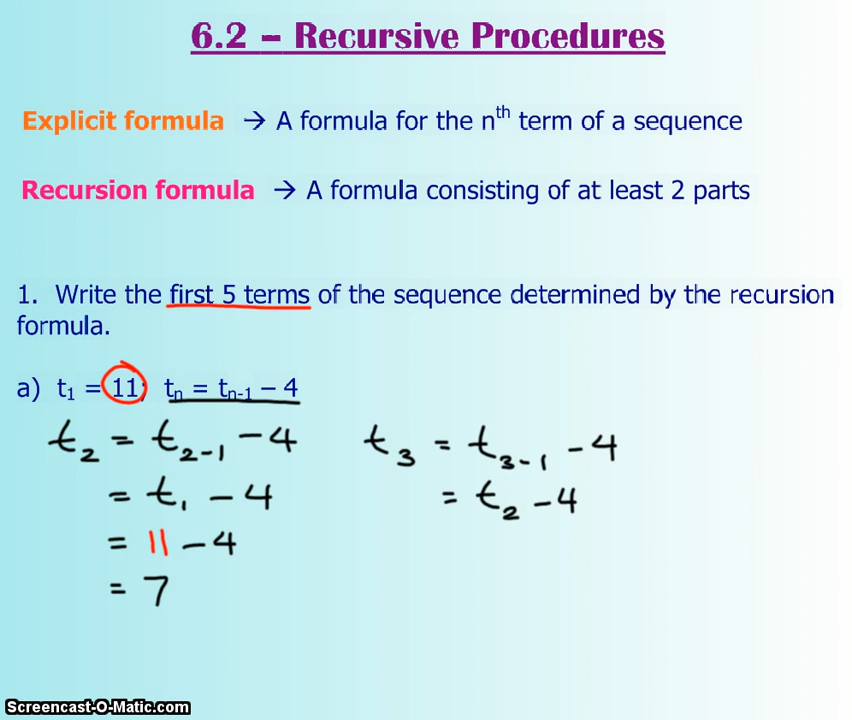 6.2 – Recursive Procedures
Explicit formula → A formula for the nth term of a sequence
Recursion formula → A formula consisting of at least 2 parts
1. Write the first 5 terms of the sequence determined by the recursion
formula.
a) t₁ = 11; tn = tn-1 – 4
t₂ = t₂₋₁ – 4
= t₁ – 4
= 11 – 4
= 7
t₃ = t₃₋₁ – 4
= t₂ – 4
Screencast-O-Matic.com